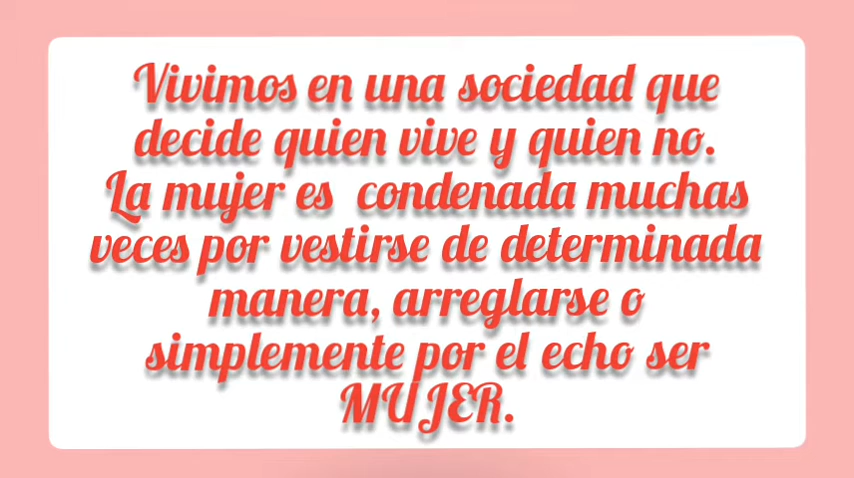 Vivimos en una sociedad que
decide quien vive y quien no.
La mujer es condenada muchas
veces por vestirse de determinada
manera, arreglarse o
simplemente por el echo ser
MUJER.